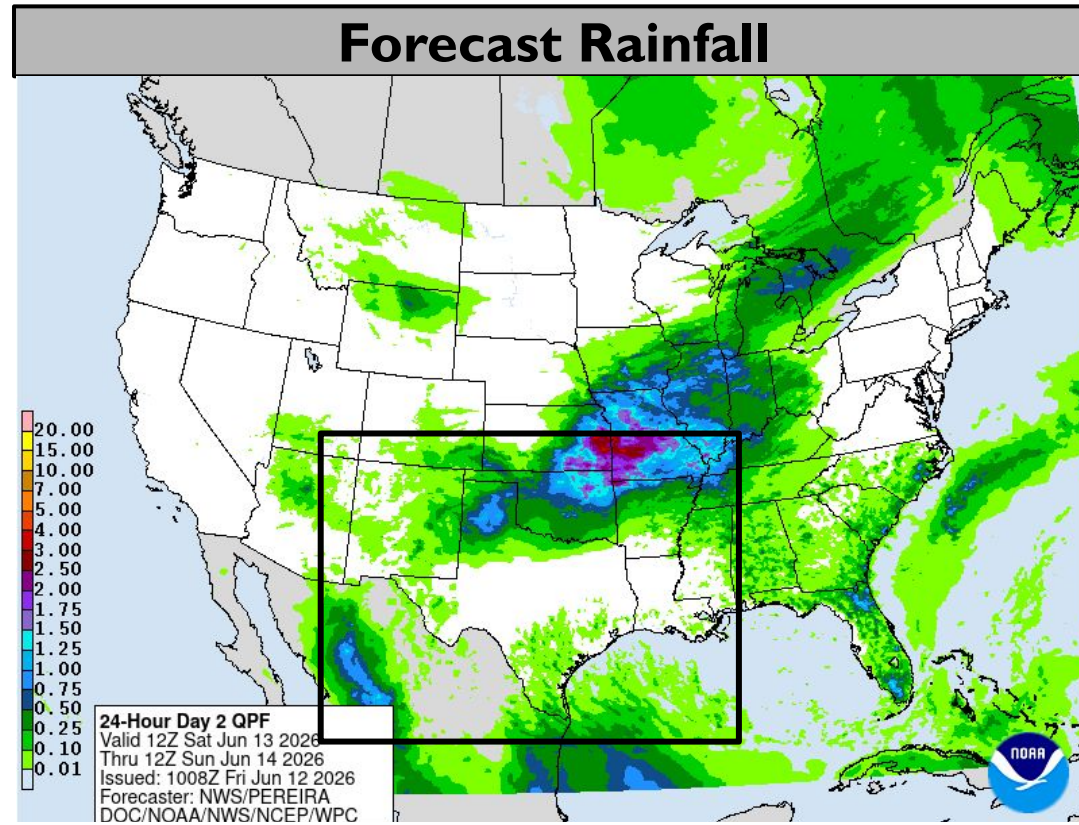 Forecast Rainfall
20.00
15.00
10.00
7.00
5.00
4.00
3.00
2.50
2.00
1.75
1.50
1.25
1.00
0.75
0.50
0.25
0.10
0.01
24-Hour Day 2 QPF
Valid 12Z Sat Jun 13 2026
Thru 12Z Sun Jun 14 2026
Issued: 1008Z Fri Jun 12 2026
Forecaster: NWS/PEREIRA
DOC/NOAA/NWS/NCEP/WPC
NOAA